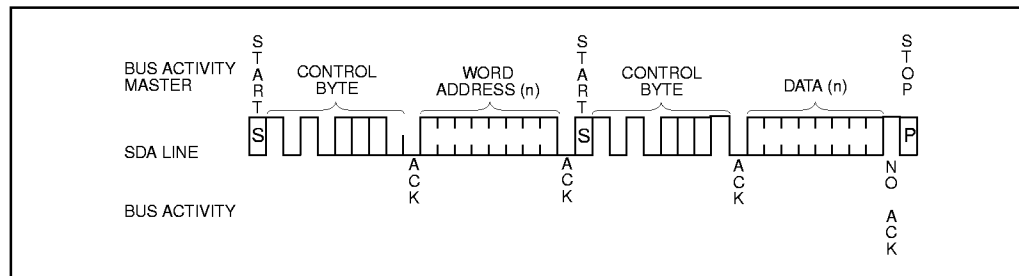 START
START
STOP
BUS ACTIVITY
MASTER
CONTROL
BYTE
WORD
ADDRESS (n)
CONTROL
BYTE
DATA (n)
S
S
P
SDA LINE
ACK
ACK
ACK
NO ACK
BUS ACTIVITY